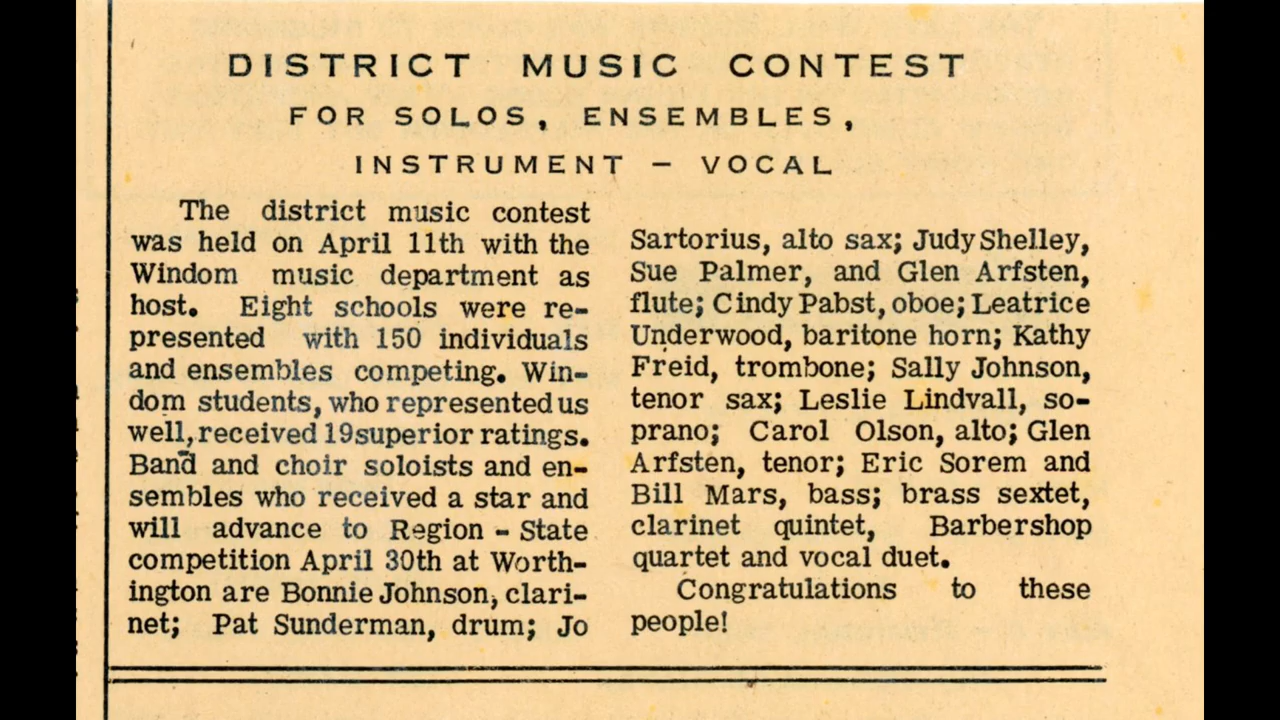 DISTRICT MUSIC CONTEST
FOR SOLOS, ENSEMBLES,
INSTRUMENT - VOCAL
The district music contest
was held on April 11th with the
Windom music department as
host. Eight schools were re-
presented with 150 individuals
and ensembles competing. Win-
dom students, who represented us
well, received 19 superior ratings.
Band and choir soloists and en-
sembles who received a star and
will advance to Region - State
competition April 30th at Worth-
ington are Bonnie Johnson, clari-
net; Pat Sunderman, drum; Jo
Sartorius, alto sax; Judy Shelley,
Sue Palmer, and Glen Arfsten,
flute; Cindy Pabst, oboe; Leatrice
Underwood, baritone horn; Kathy
Freid, trombone; Sally Johnson,
tenor sax; Leslie Lindvall, so-
prano; Carol Olson, alto; Glen
Arfsten, tenor; Eric Sorem and
Bill Mars, bass; brass sextet,
clarinet quintet, Barbershop
quartet and vocal duet.
Congratulations to these
people!